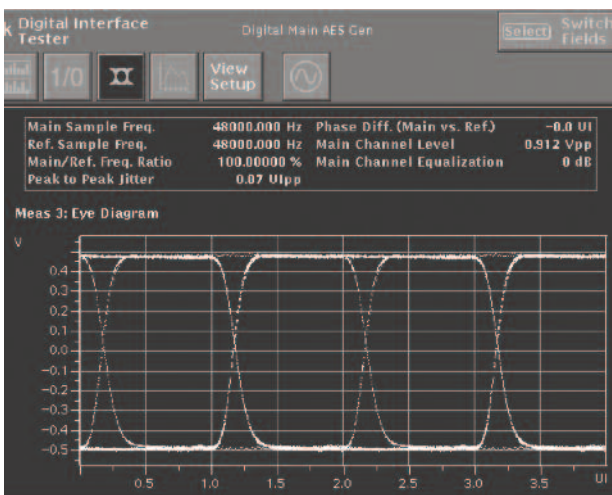 k Digital Interface
Tester
Digital Main AES Gen
Select
Switch
Fields
1/0
View
Setup
Main Sample Freq. 48000.000 Hz Phase Diff. (Main vs. Ref.) -0.0 UI
Ref. Sample Freq. 48000.000 Hz Main Channel Level 0.912 Vpp
Main/Ref. Freq. Ratio 100.00000 % Main Channel Equalization 0 dB
Peak to Peak Jitter 0.07 UIpp
Meas 3: Eye Diagram
V
0.4
0.3
0.2
0.1
0.0
-0.1
-0.2
-0.3
-0.4
-0.5
0.5 1.0 1.5 2.0 2.5 3.0 3.5 UI